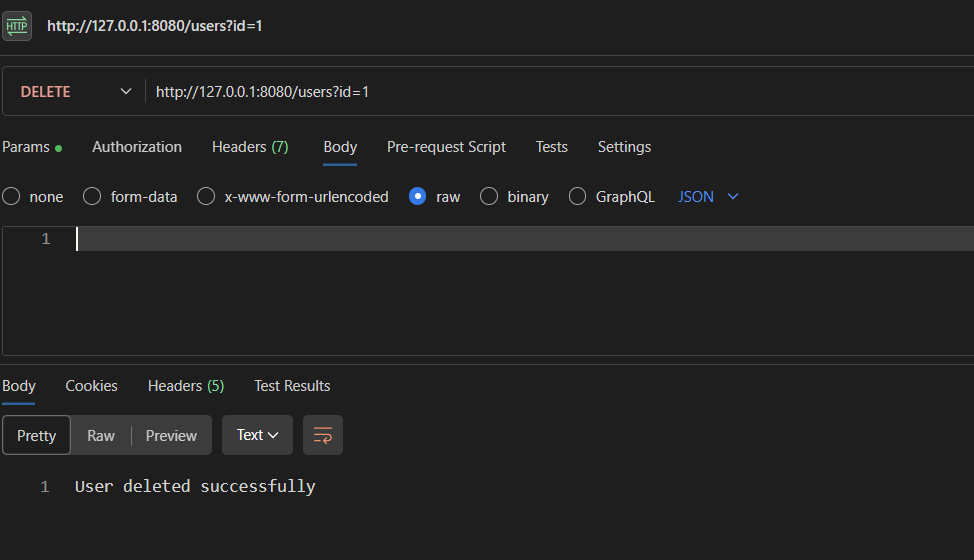 HTTP http://127.0.0.1:8080/users?id=1
DELETE http://127.0.0.1:8080/users?id=1
Params Authorization Headers (7) Body Pre-request Script Tests Settings
none form-data x-www-form-urlencoded raw binary GraphQL JSON
1
Body Cookies Headers (5) Test Results
Pretty Raw Preview Text
1 User deleted successfully